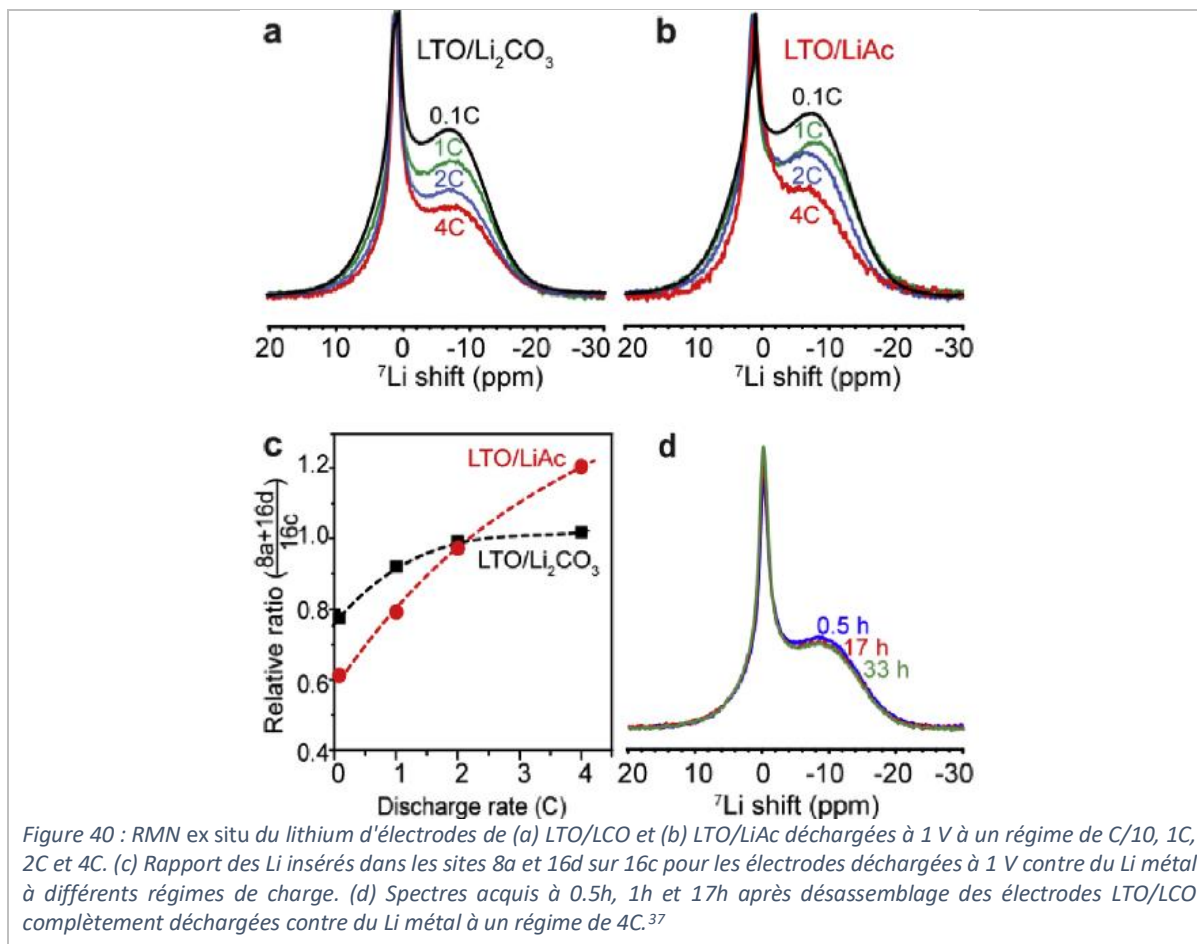 a
LTO/Li₂CO₃
0.1C
1C
2C
4C
20 10 0 -10 -20 -30
⁷Li shift (ppm)
b
LTO/LiAc
0.1C
1C
2C
4C
20 10 0 -10 -20 -30
⁷Li shift (ppm)
c
1.2
1.0
0.8
0.6
0.4
Relative ratio (8a+16d/16c)
LTO/LiAc
LTO/Li₂CO₃
0 1 2 3 4
Discharge rate (C)
d
0.5 h
17 h
33 h
20 10 0 -10 -20 -30
⁷Li shift (ppm)
Figure 40 : RMN ex situ du lithium d'électrodes de (a) LTO/LCO et (b) LTO/LiAc déchargées à 1 V à un régime de C/10, 1C,
2C et 4C. (c) Rapport des Li insérés dans les sites 8a et 16d sur 16c pour les électrodes déchargées à 1 V contre du Li métal
à différents régimes de charge. (d) Spectres acquis à 0.5h, 1h et 17h après désassemblage des électrodes LTO/LCO
complètement déchargées contre du Li métal à un régime de 4C.³⁷